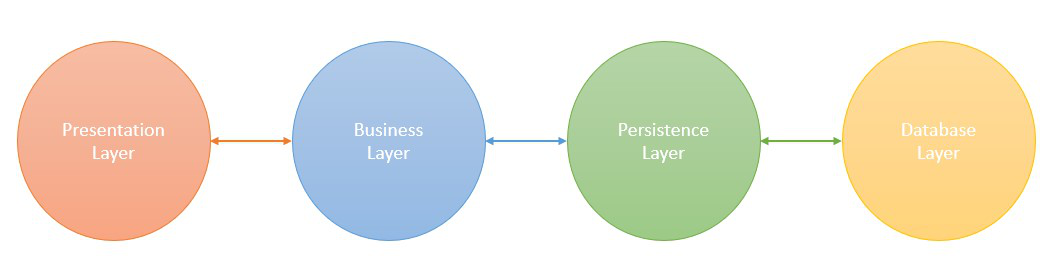 Presentation
Layer
Business
Layer
Persistence
Layer
Database
Layer